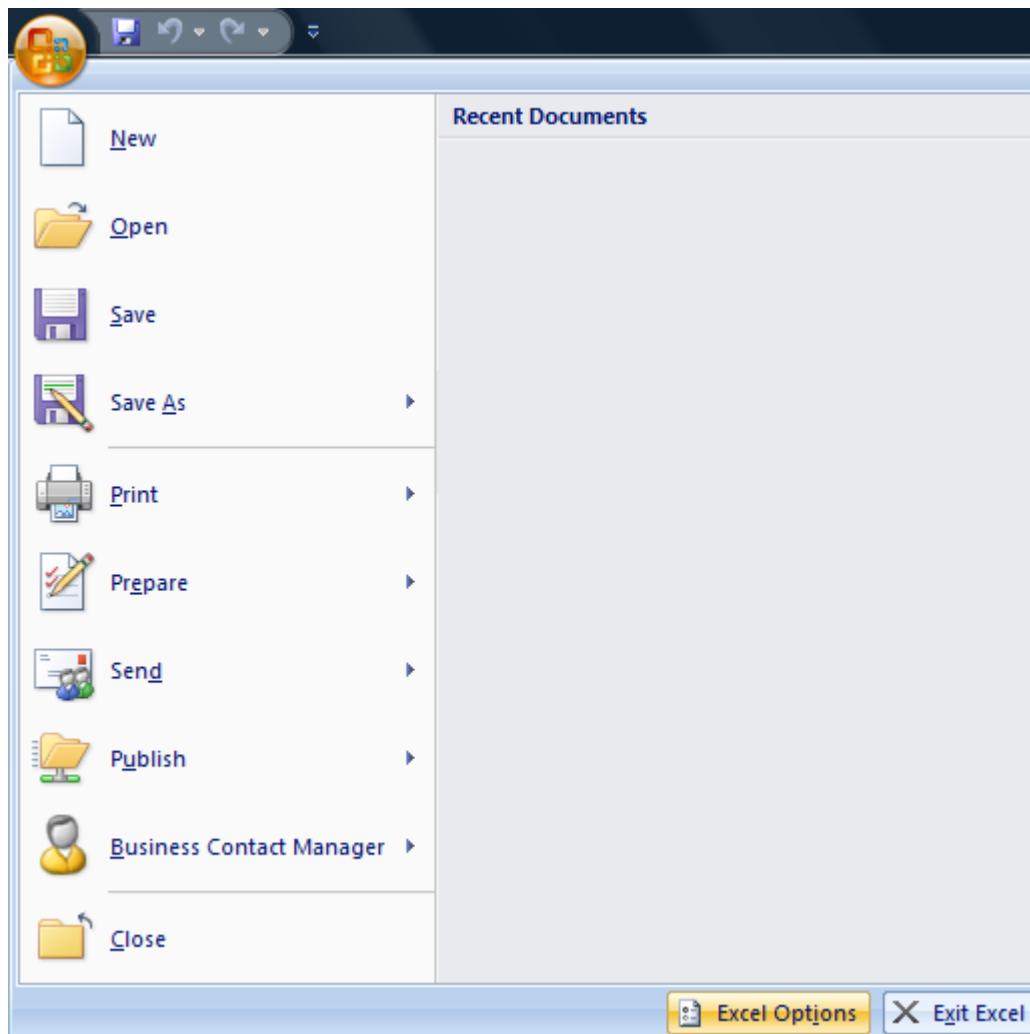 Recent Documents
New
Open
Save
Save As
Print
Prepare
Send
Publish
Business Contact Manager
Close
Excel Options
Exit Excel